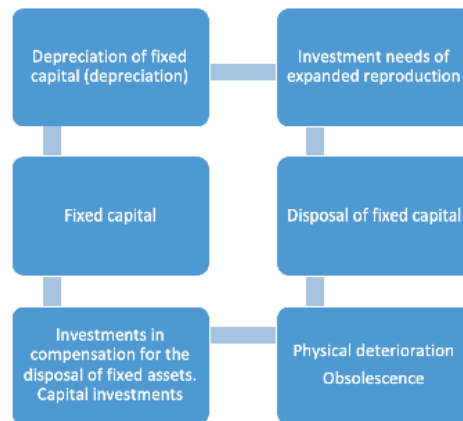 Depreciation of fixed
capital (depreciation)
Investment needs of
expanded reproduction
Fixed capital
Disposal of fixed capital
Investments in
compensation for the
disposal of fixed assets.
Capital investments
Physical deterioration
Obsolescence